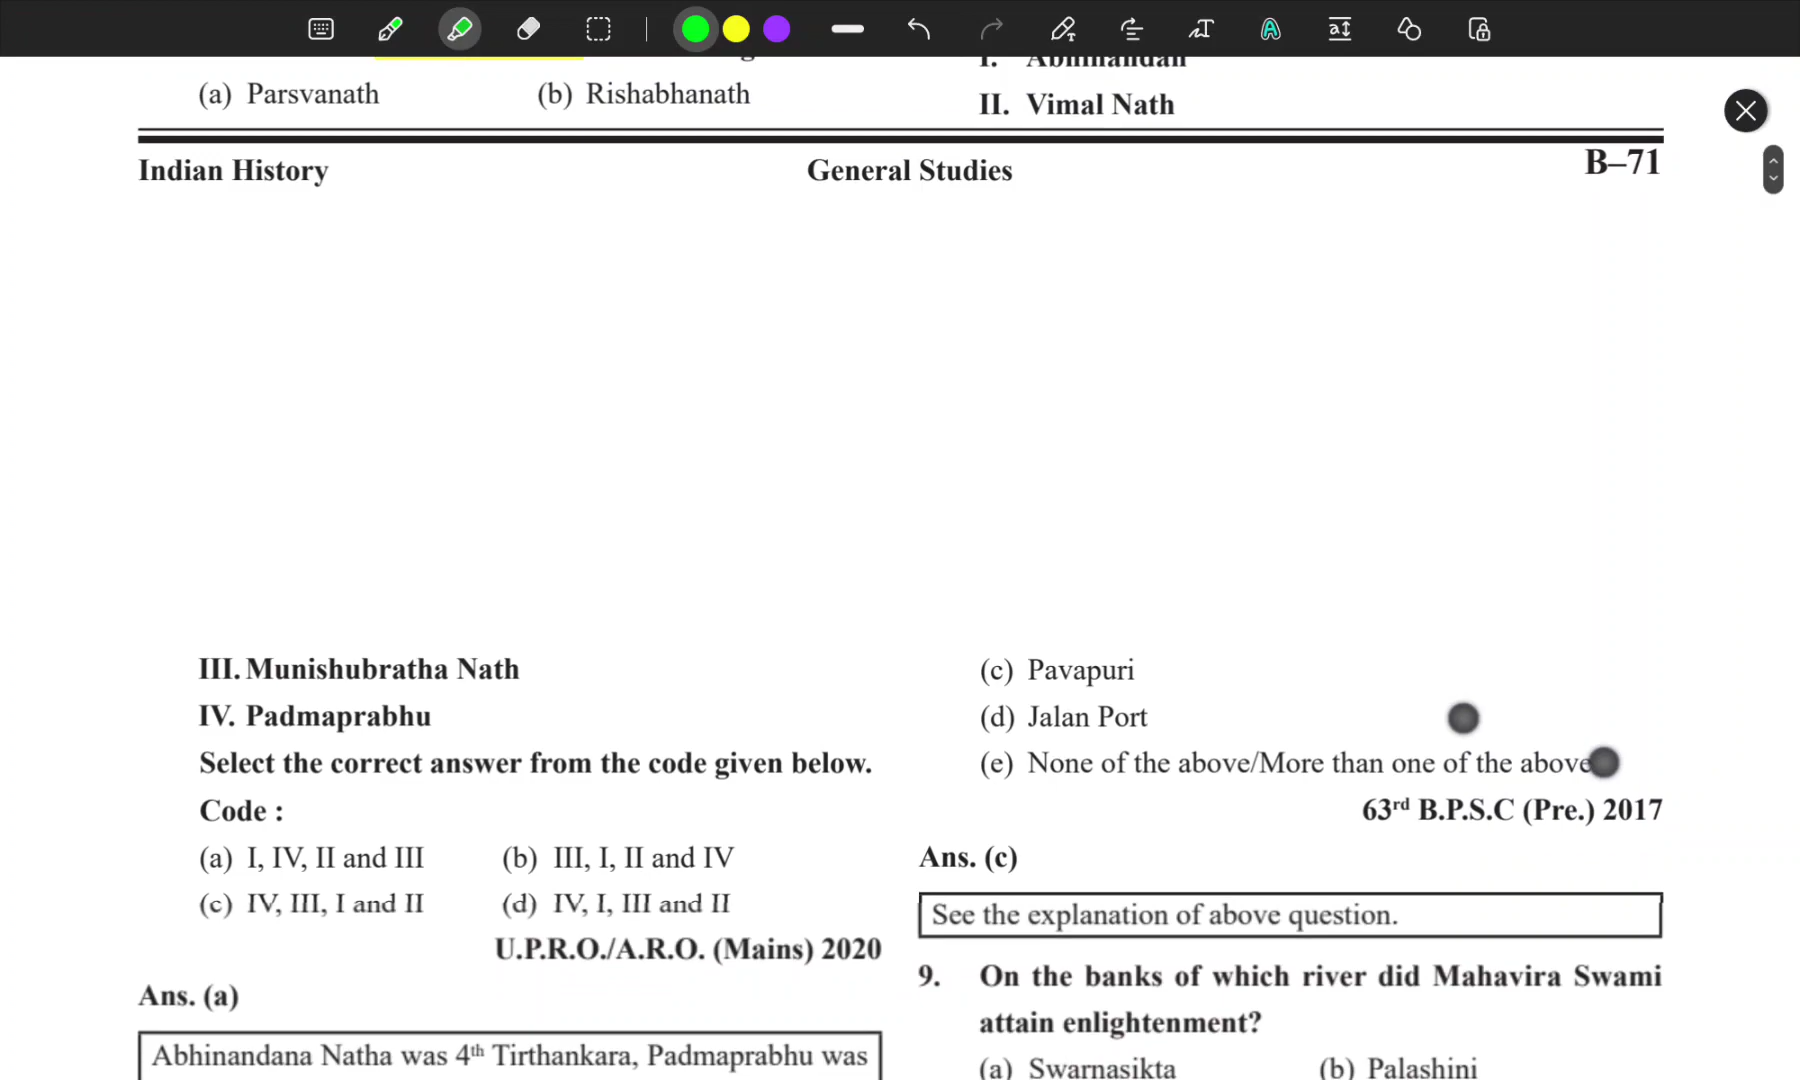 (a) Parsvanath (b) Rishabhanath
I. Abhinandan
II. Vimal Nath
Indian History General Studies B–71
III. Munishubratha Nath
IV. Padmaprabhu
Select the correct answer from the code given below.
Code :
(a) I, IV, II and III (b) III, I, II and IV
(c) IV, III, I and II (d) IV, I, III and II
U.P.R.O./A.R.O. (Mains) 2020
Ans. (a)
Abhinandana Natha was 4th Tirthankara, Padmaprabhu was
(c) Pavapuri
(d) Jalan Port
(e) None of the above/More than one of the above
63rd B.P.S.C (Pre.) 2017
Ans. (c)
See the explanation of above question.
9. On the banks of which river did Mahavira Swami
attain enlightenment?
(a) Swarnasikta (b) Palashini